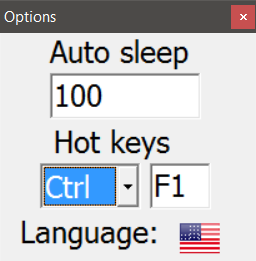 Options
Auto sleep
100
Hot keys
Ctrl F1
Language: